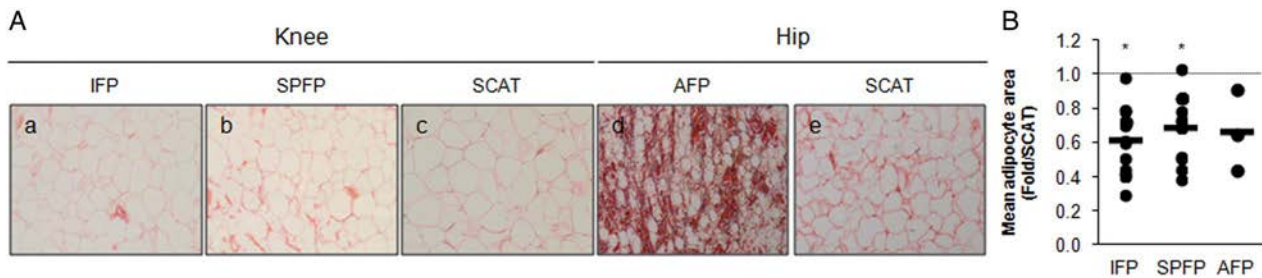 A
Knee
Hip
IFP
SPFP
SCAT
AFP
SCAT
a
b
c
d
e
B
Mean adipocyte area
(Fold/SCAT)
1.2
1.0
0.8
0.6
0.4
0.2
0.0
*
*
IFP SPFP AFP